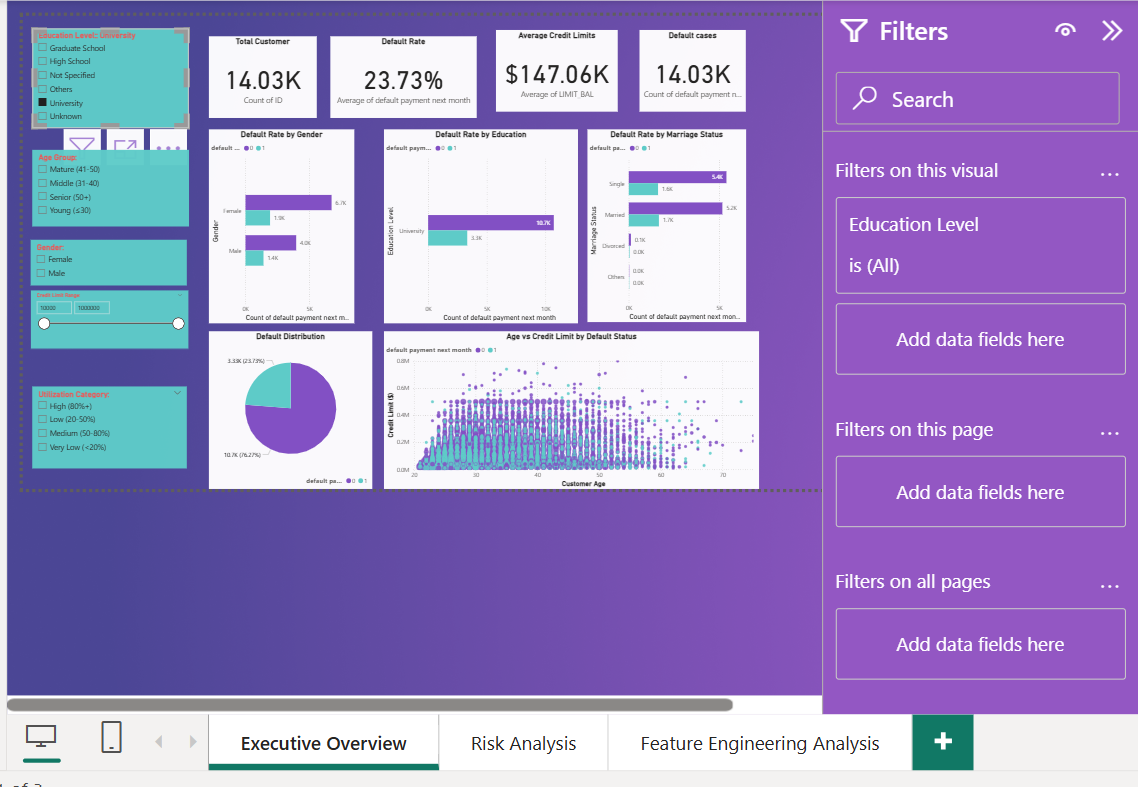 Education Level: University
Graduate School
High School
Not Specified
Others
University
Unknown
Age Group:
Mature (41-50)
Middle (31-40)
Senior (50+)
Young (≤30)
Gender:
Female
Male
Credit Limit Range
10000 1000000
Utilization Category:
High (80%+)
Low (20-50%)
Medium (50-80%)
Very Low (<20%)
Total Customer
14.03K
Count of ID
Default Rate
23.73%
Average of default payment next month
Average Credit Limits
$147.06K
Average of LIMIT_BAL
Default cases
14.03K
Count of default payment n...
Default Rate by Gender
default ... 0 1
Gender
Female 6.7K
1.9K
Male 4.0K
1.4K
0K 5K
Count of default payment next m...
Default Rate by Education
default paym... 0 1
Education Level
University 10.7K
3.3K
0K 5K 10K
Count of default payment next month
Default Rate by Marriage Status
default pa... 0 1
Marriage Status
Single 5.4K
1.6K
Married 5.2K
1.7K
Divorced 0.1K
0.0K
Others 0.0K
0.0K
0K 5K
Count of default payment next mon...
Default Distribution
3.33K (23.73%)
10.7K (76.27%)
default pa... 0 1
Age vs Credit Limit by Default Status
default payment next month 0 1
Credit Limit ($)
0.8M
0.6M
0.4M
0.2M
0.0M
20 30 40 50 60 70
Customer Age
Filters
Search
Filters on this visual
...
Education Level
is (All)
Add data fields here
Filters on this page
...
Add data fields here
Filters on all pages
...
Add data fields here
Executive Overview
Risk Analysis
Feature Engineering Analysis
+